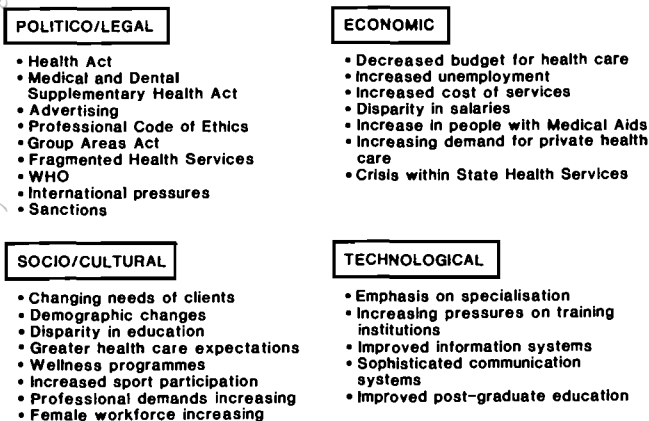 POLITICO/LEGAL
• Health Act
• Medical and Dental
Supplementary Health Act
• Advertising
• Professional Code of Ethics
• Group Areas Act
• Fragmented Health Services
• WHO
• International pressures
• Sanctions
ECONOMIC
• Decreased budget for health care
• Increased unemployment
• Increased cost of services
• Disparity in salaries
• Increase in people with Medical Aids
• Increasing demand for private health
care
• Crisis within State Health Services
SOCIO/CULTURAL
• Changing needs of clients
• Demographic changes
• Disparity in education
• Greater health care expectations
• Wellness programmes
• Increased sport participation
• Professional demands increasing
• Female workforce increasing
TECHNOLOGICAL
• Emphasis on specialisation
• Increasing pressures on training
institutions
• Improved information systems
• Sophisticated communication
systems
• Improved post-graduate education